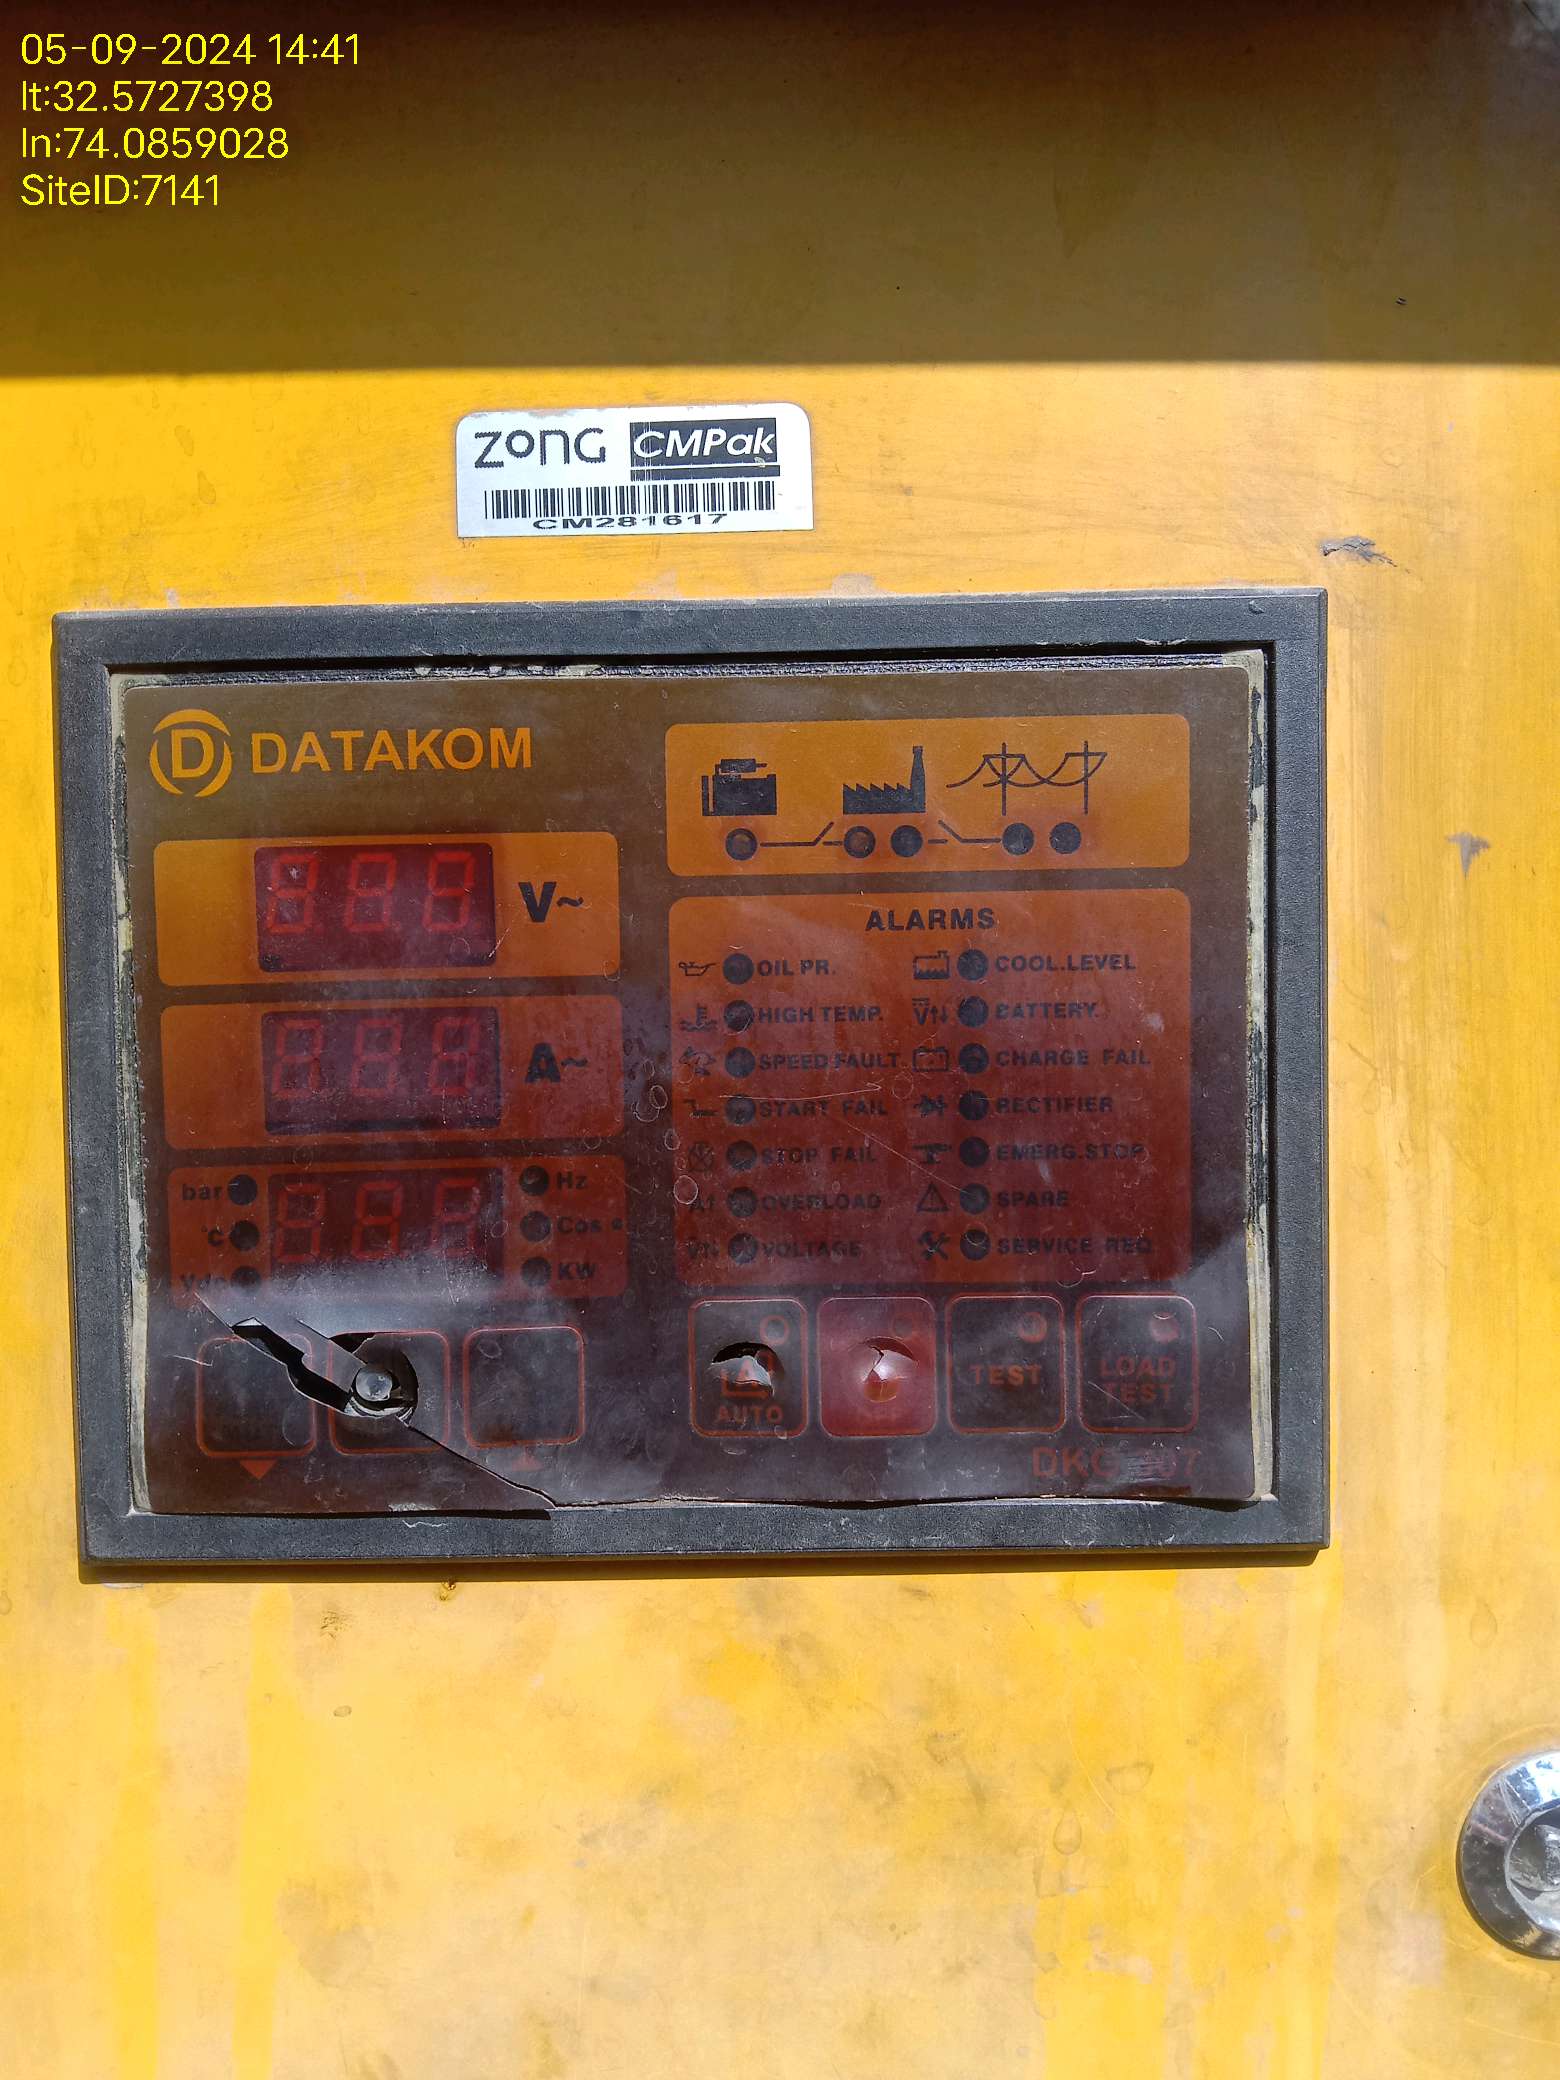 05-09-2024 14:41
lt:32.5727398
ln:74.0859028
SiteID:7141
zonG CMPak
CM281617
D DATAKOM
V~
ALARMS
OIL PR.
COOL.LEVEL
HIGH TEMP.
BATTERY
A~
SPEED FAULT
CHARGE FAIL
START FAIL
RECTIFIER
STOP FAIL
EMERG.STOP
bar
Hz
OVERLOAD
SPARE
°C
Cos
VOLTAGE
SERVICE REQ
KW
AUTO
TEST
LOAD
TEST